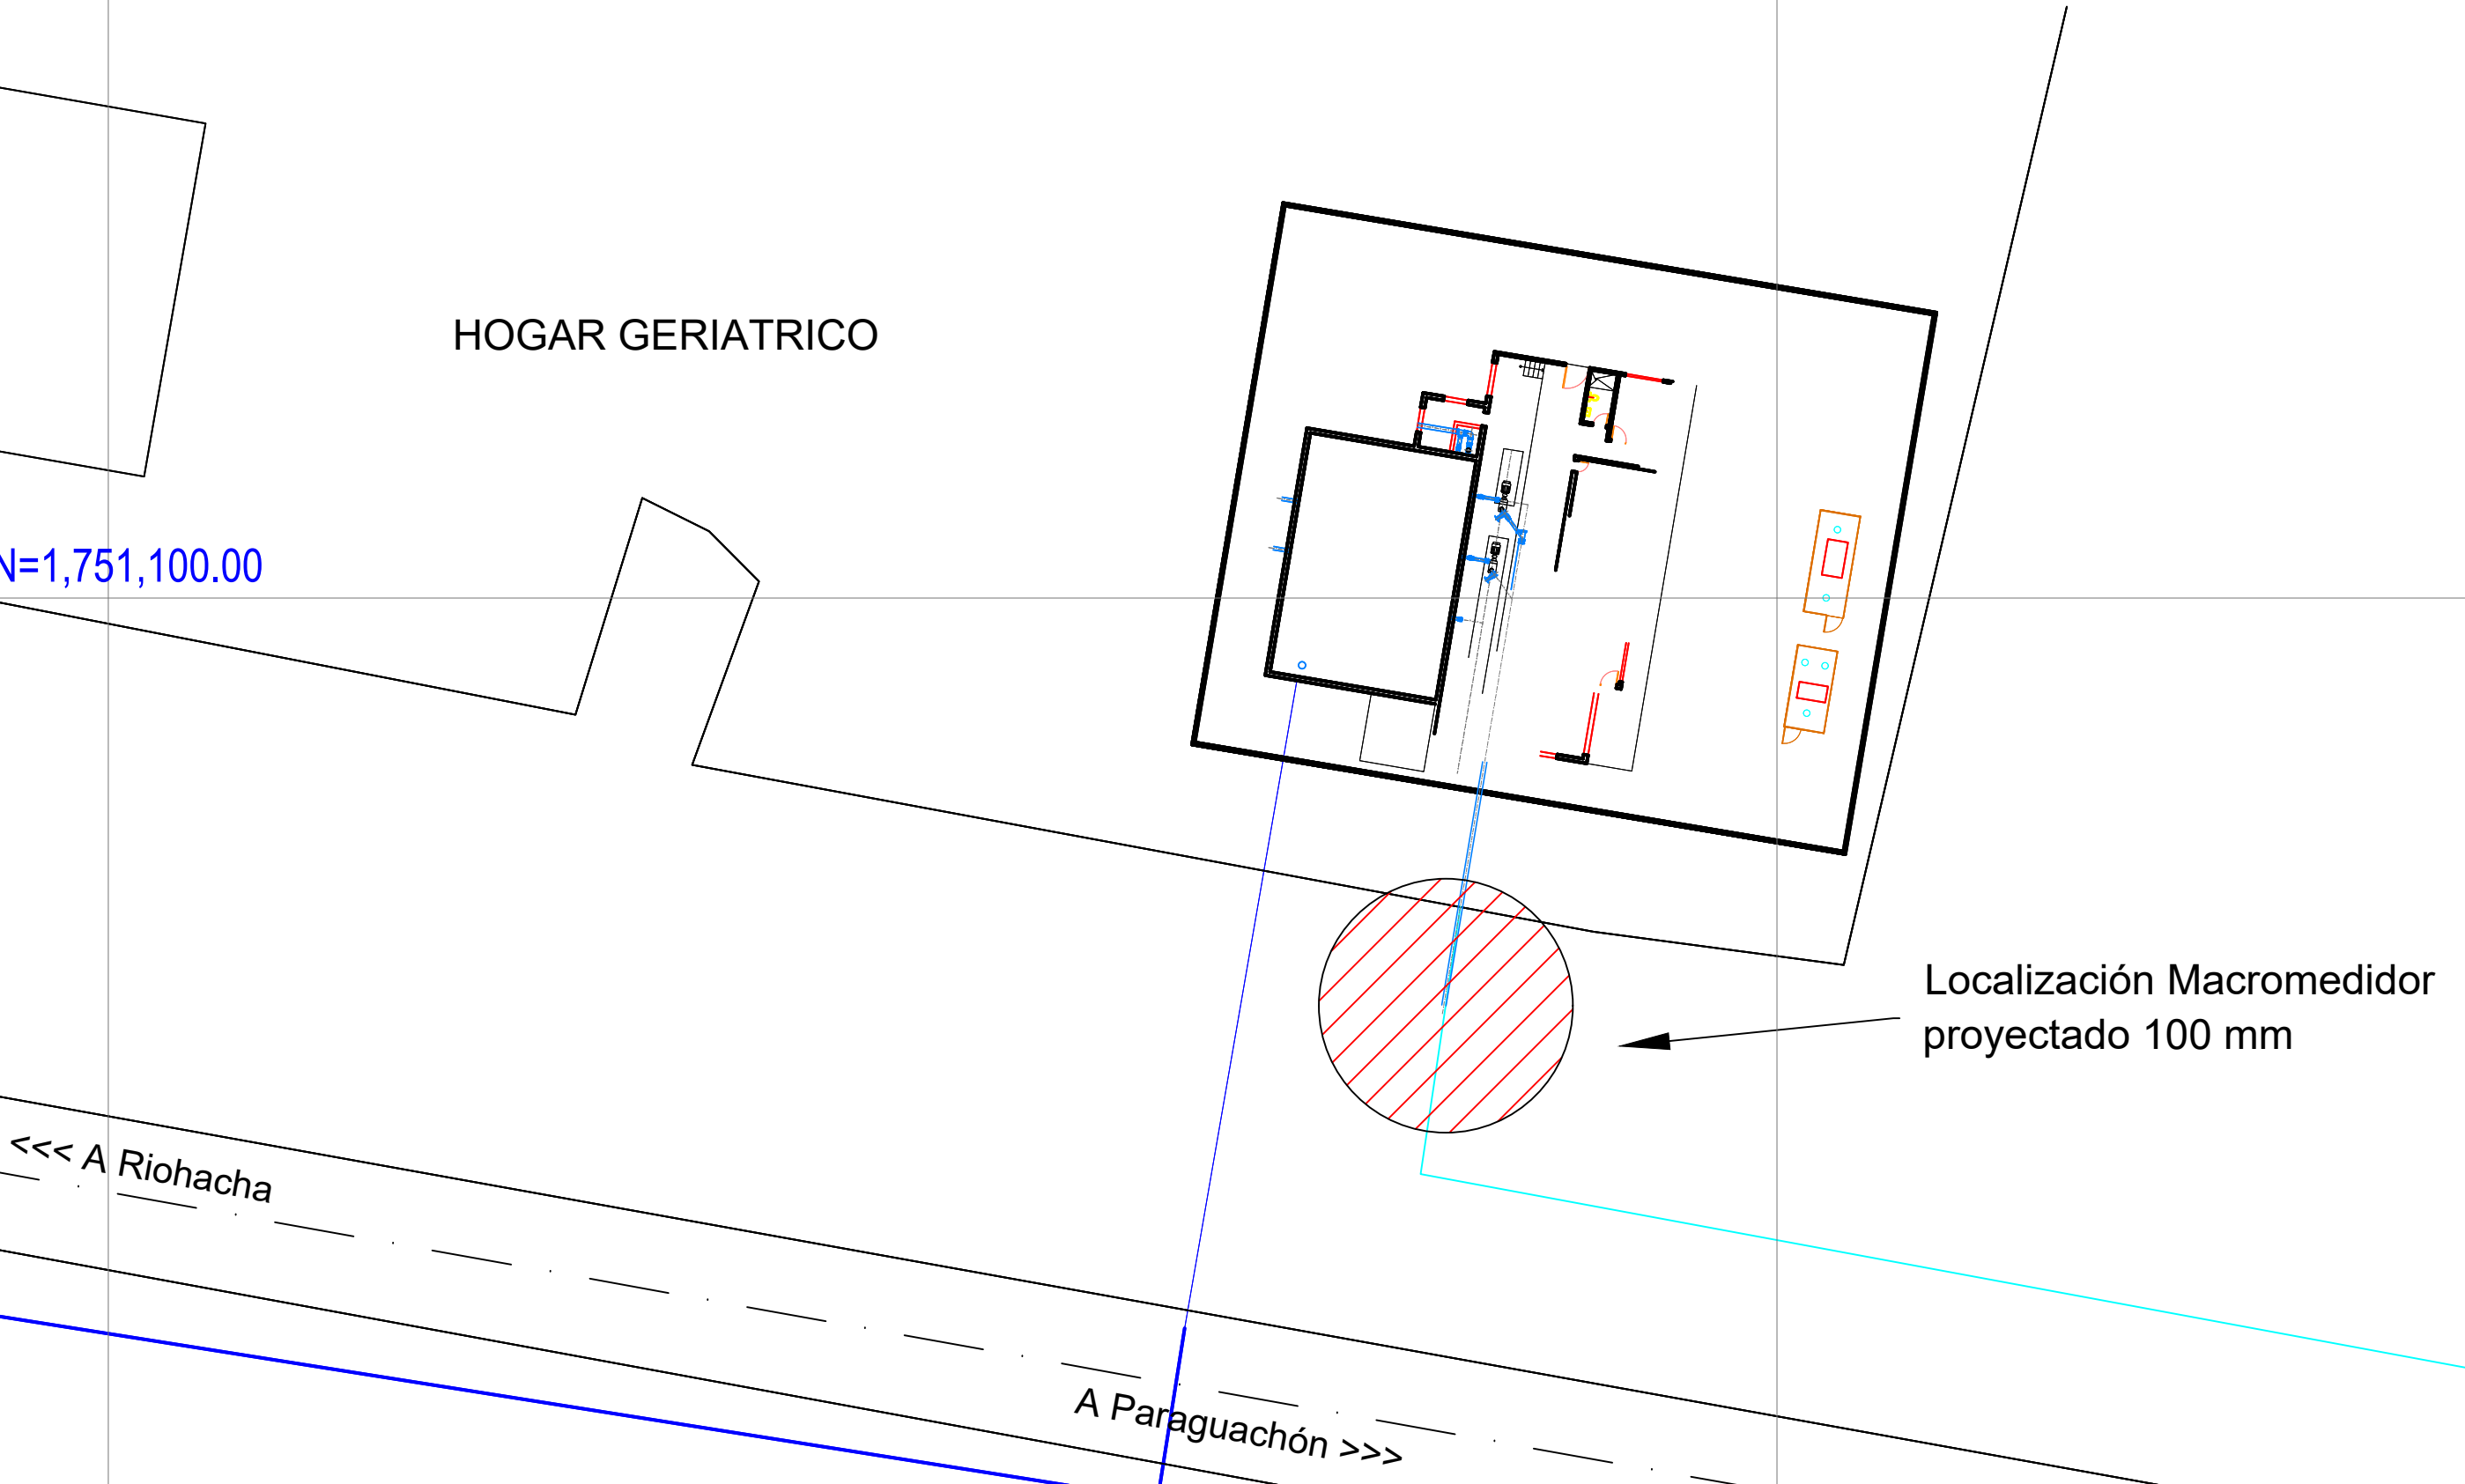 HOGAR GERIATRICO
N=1,751,100.00
Localización Macromedidor
proyectado 100 mm
<<< A Riohacha
A Paraguachón >>>